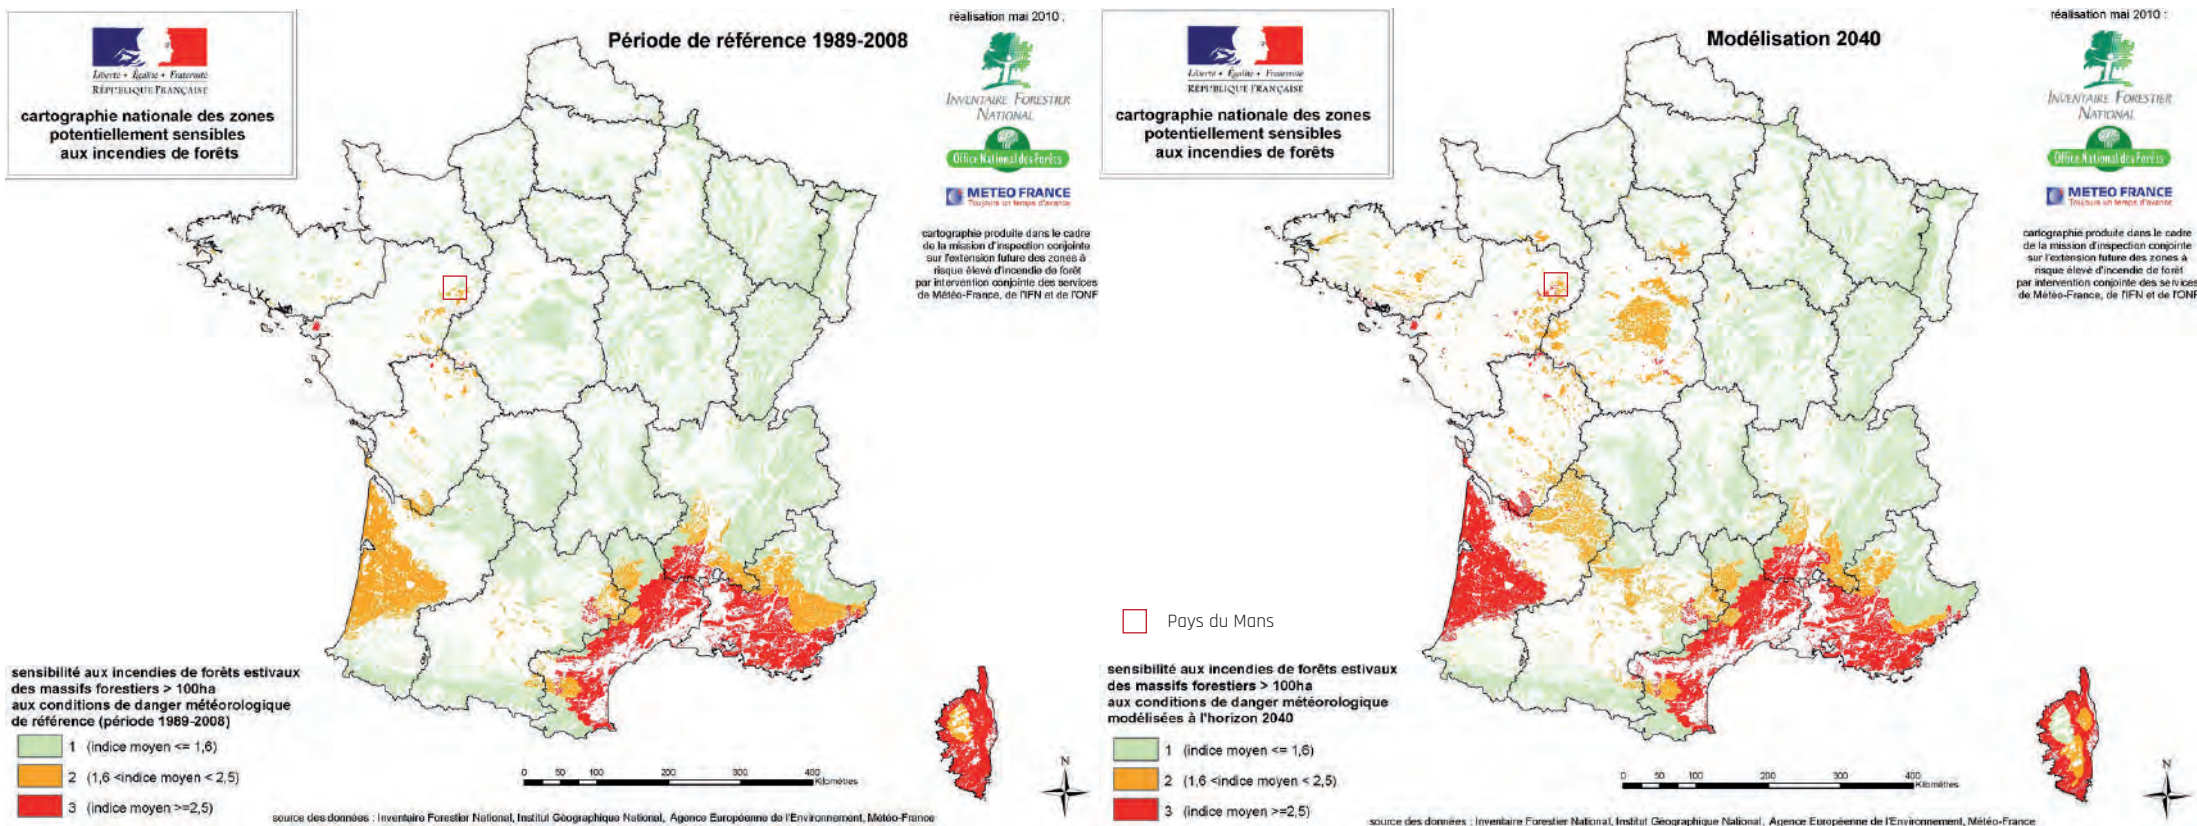 Liberté • Égalité • Fraternité
RÉPUBLIQUE FRANÇAISE
cartographie nationale des zones
potentiellement sensibles
aux incendies de forêts
Période de référence 1989-2008
réalisation mai 2010 :
INVENTAIRE FORESTIER
NATIONAL
Office National des Forêts
METEO FRANCE
Toujours un temps d'avance
cartographie produite dans le cadre
de la mission d'inspection conjointe
sur l'extension future des zones à
risque élevé d'incendie de forêt
par intervention conjointe des services
de Météo-France, de l'IFN et de l'ONF
sensibilité aux incendies de forêts estivaux
des massifs forestiers > 100ha
aux conditions de danger météorologique
de référence (période 1989-2008)
1 (indice moyen <= 1,6)
2 (1,6 <indice moyen < 2,5)
3 (indice moyen >=2,5)
0 50 100 200 300 400
Kilomètres
N
source des données : Inventaire Forestier National, Institut Géographique National, Agence Européenne de l'Environnement, Météo-France
Liberté • Égalité • Fraternité
RÉPUBLIQUE FRANÇAISE
cartographie nationale des zones
potentiellement sensibles
aux incendies de forêts
Modélisation 2040
réalisation mai 2010 :
INVENTAIRE FORESTIER
NATIONAL
Office National des Forêts
METEO FRANCE
Toujours un temps d'avance
cartographie produite dans le cadre
de la mission d'inspection conjointe
sur l'extension future des zones à
risque élevé d'incendie de forêt
par intervention conjointe des services
de Météo-France, de l'IFN et de l'ONF
Pays du Mans
sensibilité aux incendies de forêts estivaux
des massifs forestiers > 100ha
aux conditions de danger météorologique
modélisées à l'horizon 2040
1 (indice moyen <= 1,6)
2 (1,6 <indice moyen < 2,5)
3 (indice moyen >=2,5)
0 50 100 200 300 400
Kilomètres
N
source des données : Inventaire Forestier National, Institut Géographique National, Agence Européenne de l'Environnement, Météo-France